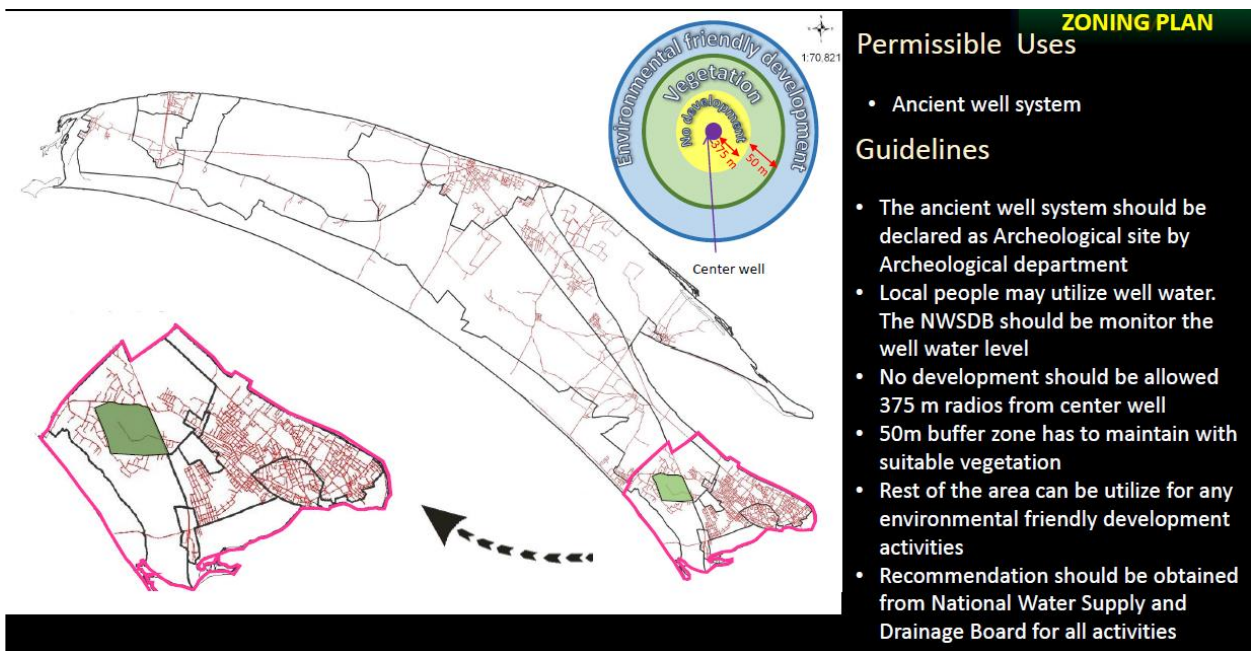 ZONING PLAN
Permissible Uses
• Ancient well system
Guidelines
• The ancient well system should be
declared as Archeological site by
Archeological department
• Local people may utilize well water.
The NWSDB should be monitor the
well water level
• No development should be allowed
375 m radios from center well
• 50m buffer zone has to maintain with
suitable vegetation
• Rest of the area can be utilize for any
environmental friendly development
activities
• Recommendation should be obtained
from National Water Supply and
Drainage Board for all activities
1:70,821
Environmental friendly development
Vegetation
No development
375 m
50 m
Center well